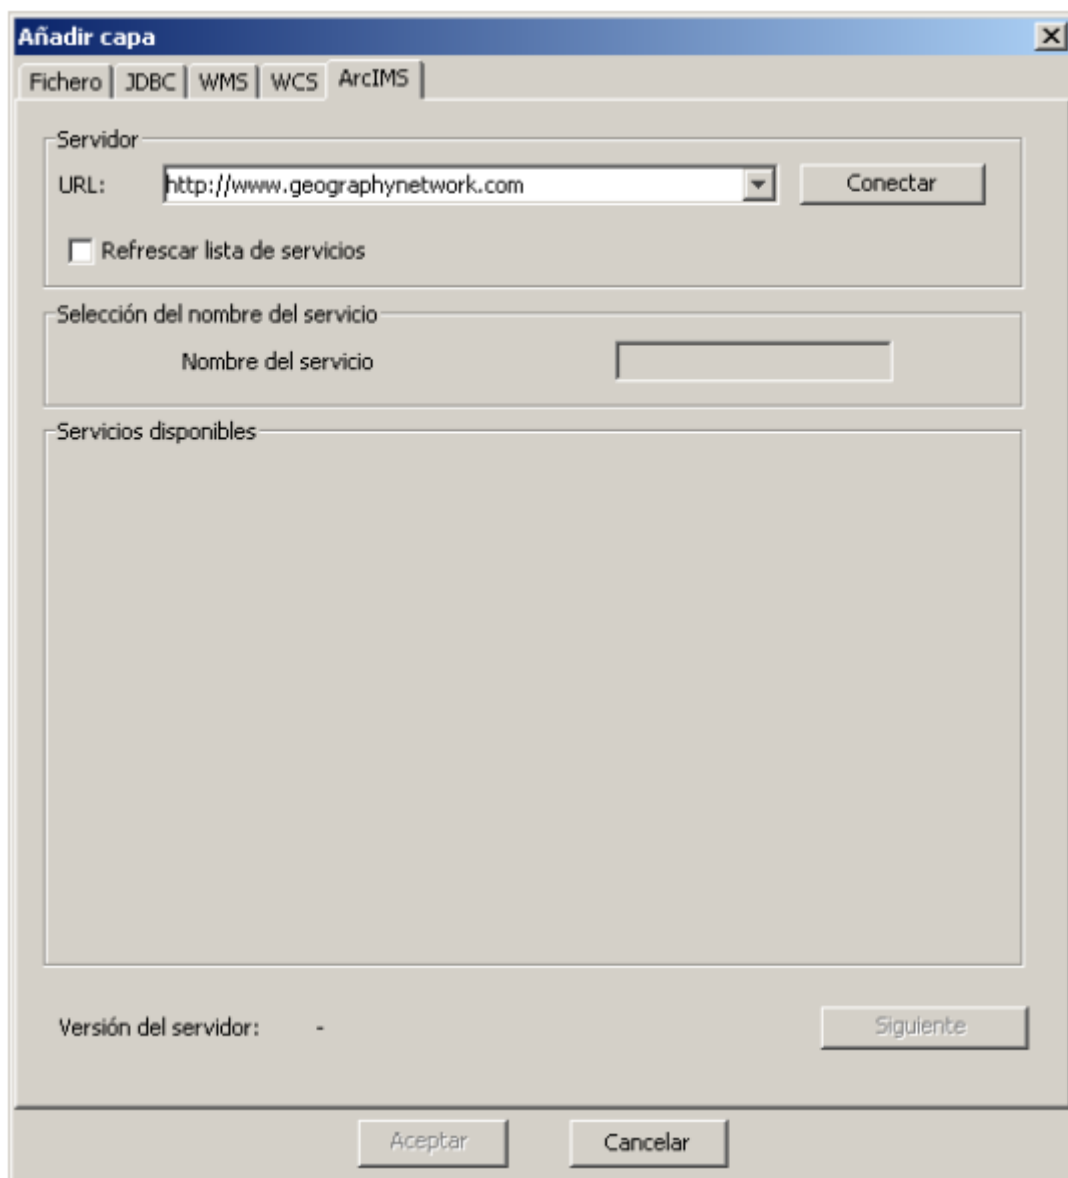 Añadir capa
Fichero JDBC WMS WCS ArcIMS
Servidor
URL: http://www.geographynetwork.com Conectar
Refrescar lista de servicios
Selección del nombre del servicio
Nombre del servicio
Servicios disponibles
Versión del servidor: - Siguiente
Aceptar Cancelar